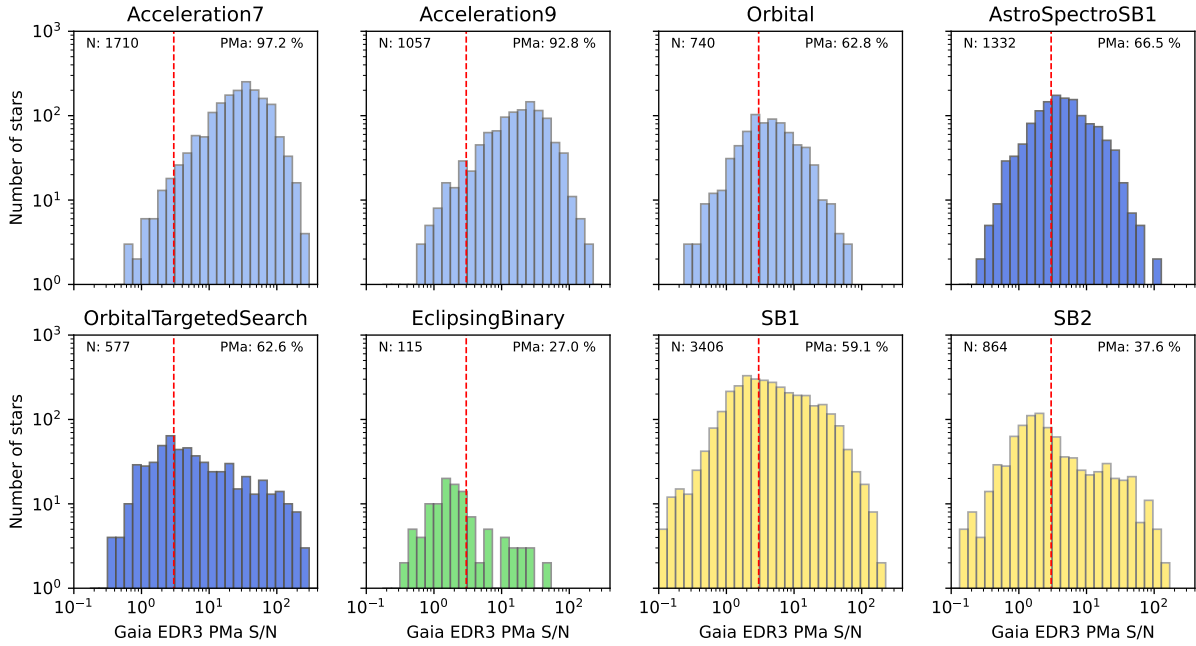 Acceleration7 Acceleration9 Orbital AstroSpectroSB1
N: 1710 PMa: 97.2 % N: 1057 PMa: 92.8 % N: 740 PMa: 62.8 % N: 1332 PMa: 66.5 %
Number of stars
10³
10²
10¹
10⁰
OrbitalTargetedSearch EclipsingBinary SB1 SB2
N: 577 PMa: 62.6 % N: 115 PMa: 27.0 % N: 3406 PMa: 59.1 % N: 864 PMa: 37.6 %
Number of stars
10³
10²
10¹
10⁰
10⁻¹ 10⁰ 10¹ 10² 10⁻¹ 10⁰ 10¹ 10² 10⁻¹ 10⁰ 10¹ 10² 10⁻¹ 10⁰ 10¹ 10²
Gaia EDR3 PMa S/N Gaia EDR3 PMa S/N Gaia EDR3 PMa S/N Gaia EDR3 PMa S/N